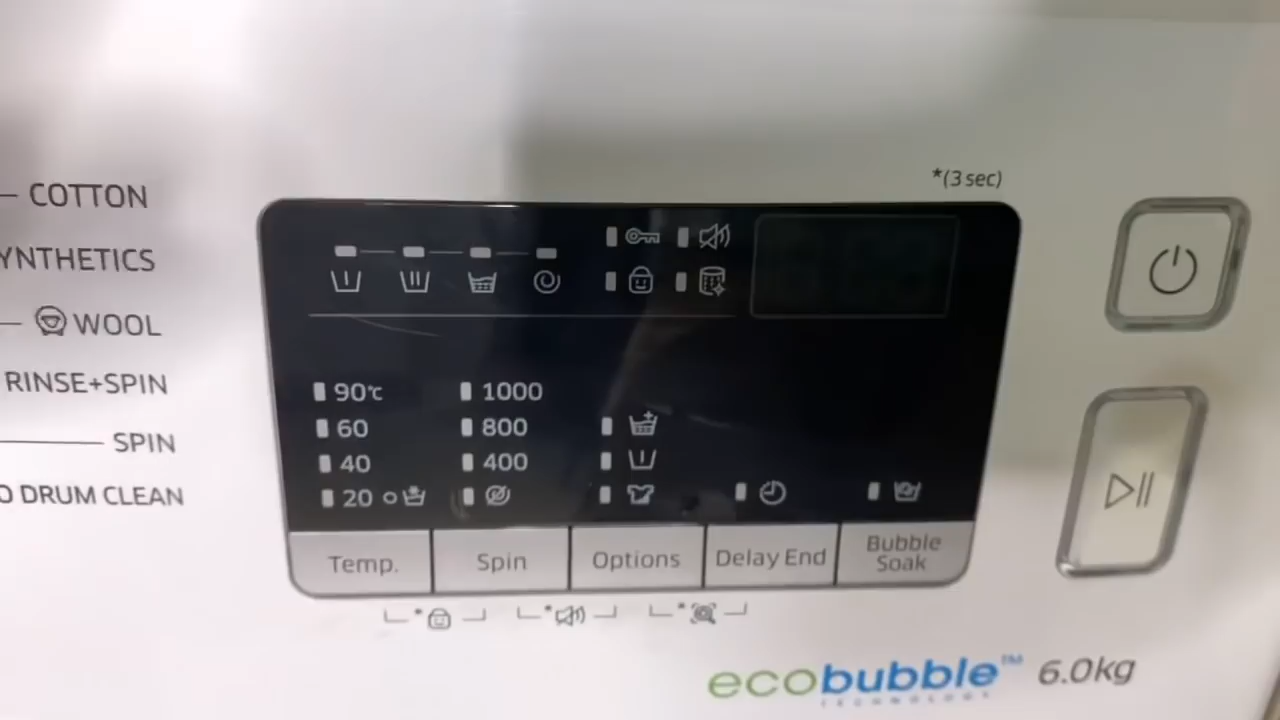 *(3 sec)
COTTON
YNTHETICS
WOOL
RINSE+SPIN
SPIN
O DRUM CLEAN
90℃ 1000
60 800
40 400
20
Temp. Spin Options Delay End Bubble Soak
* * *
ecobubble™ 6.0kg
TECHNOLOGY